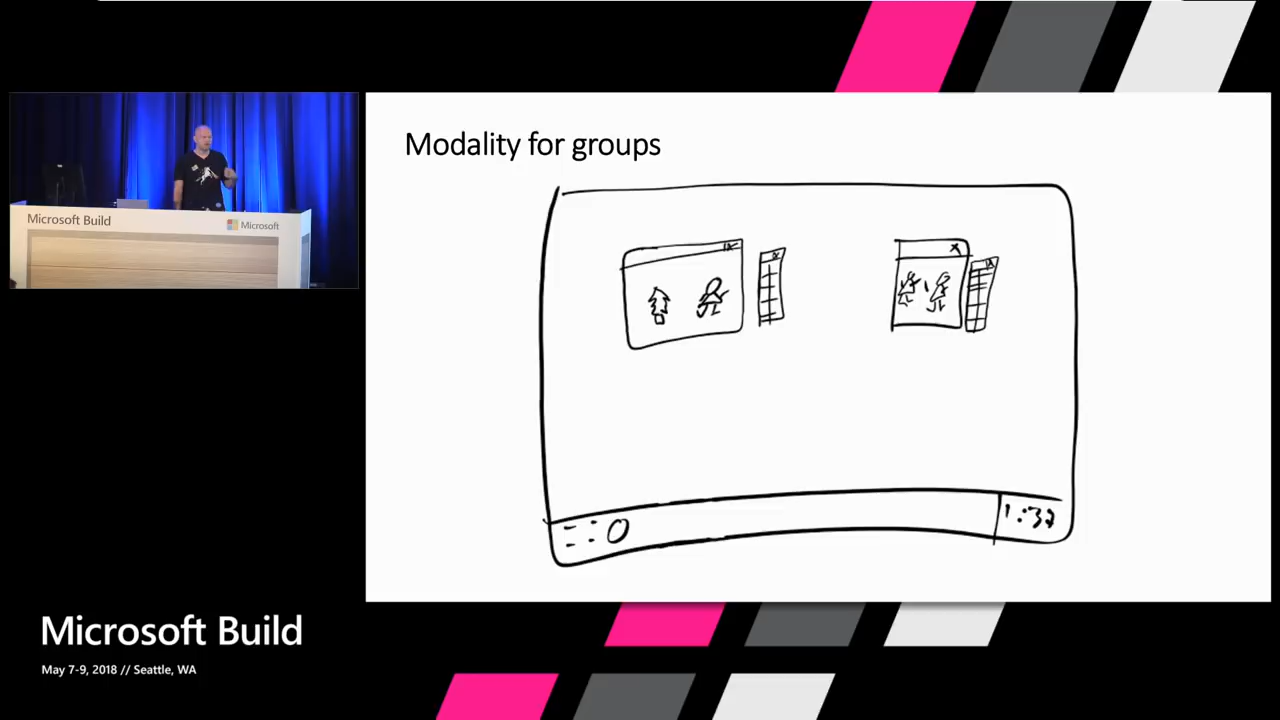 Modality for groups
Microsoft Build
Microsoft
1:32
Microsoft Build
May 7-9, 2018 // Seattle, WA